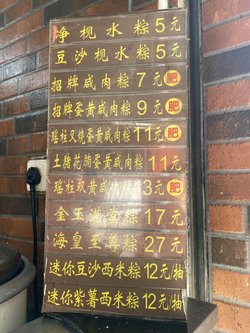 净枧水粽5元
豆沙枧水粽5元
招牌咸肉粽7元肥
招牌蛋黄咸肉粽9元肥
瑶柱叉烧蛋黄咸肉粽11元肥
土猪花腩蛋黄咸肉粽11元
瑶柱双黄咸肉粽13元肥
金玉满堂粽17元
海皇至尊粽27元
迷你豆沙西米粽12元/抽
迷你紫薯西米粽12元/抽